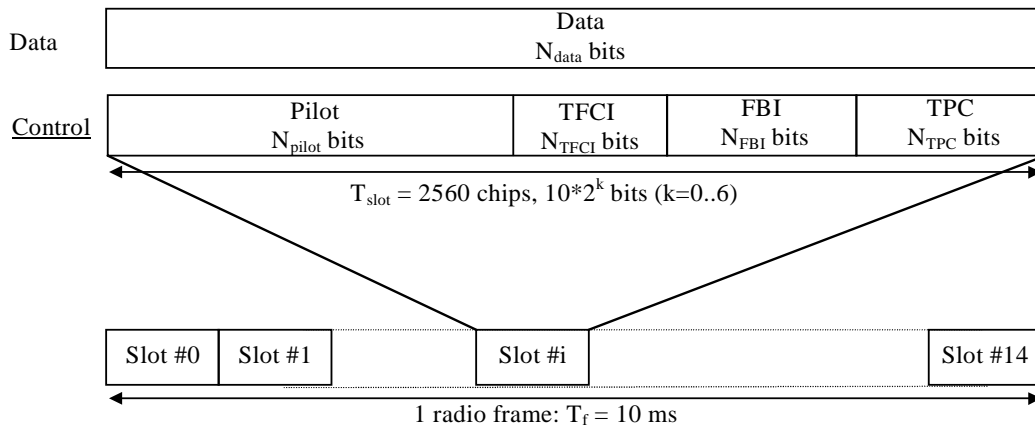 Data
Data
N_data bits
Control
Pilot
N_pilot bits
TFCI
N_TFCI bits
FBI
N_FBI bits
TPC
N_TPC bits
T_slot = 2560 chips, 10*2^k bits (k=0..6)
Slot #0
Slot #1
Slot #i
Slot #14
1 radio frame: T_f = 10 ms